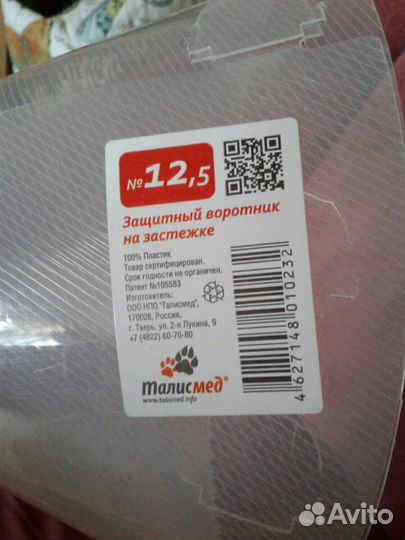 №12,5
Защитный воротник
на застежке
100% Пластик
Товар сертифицирован.
Срок годности не органичен.
Патент №105583
Изготовитель:
ООО НПО "Талисмед",
170028, Россия,
г. Тверь, ул. 2-я Лукина, 9
+7 (4822) 60-70-80
Талисмед®
www.talismed.info
4627148010232
Avito